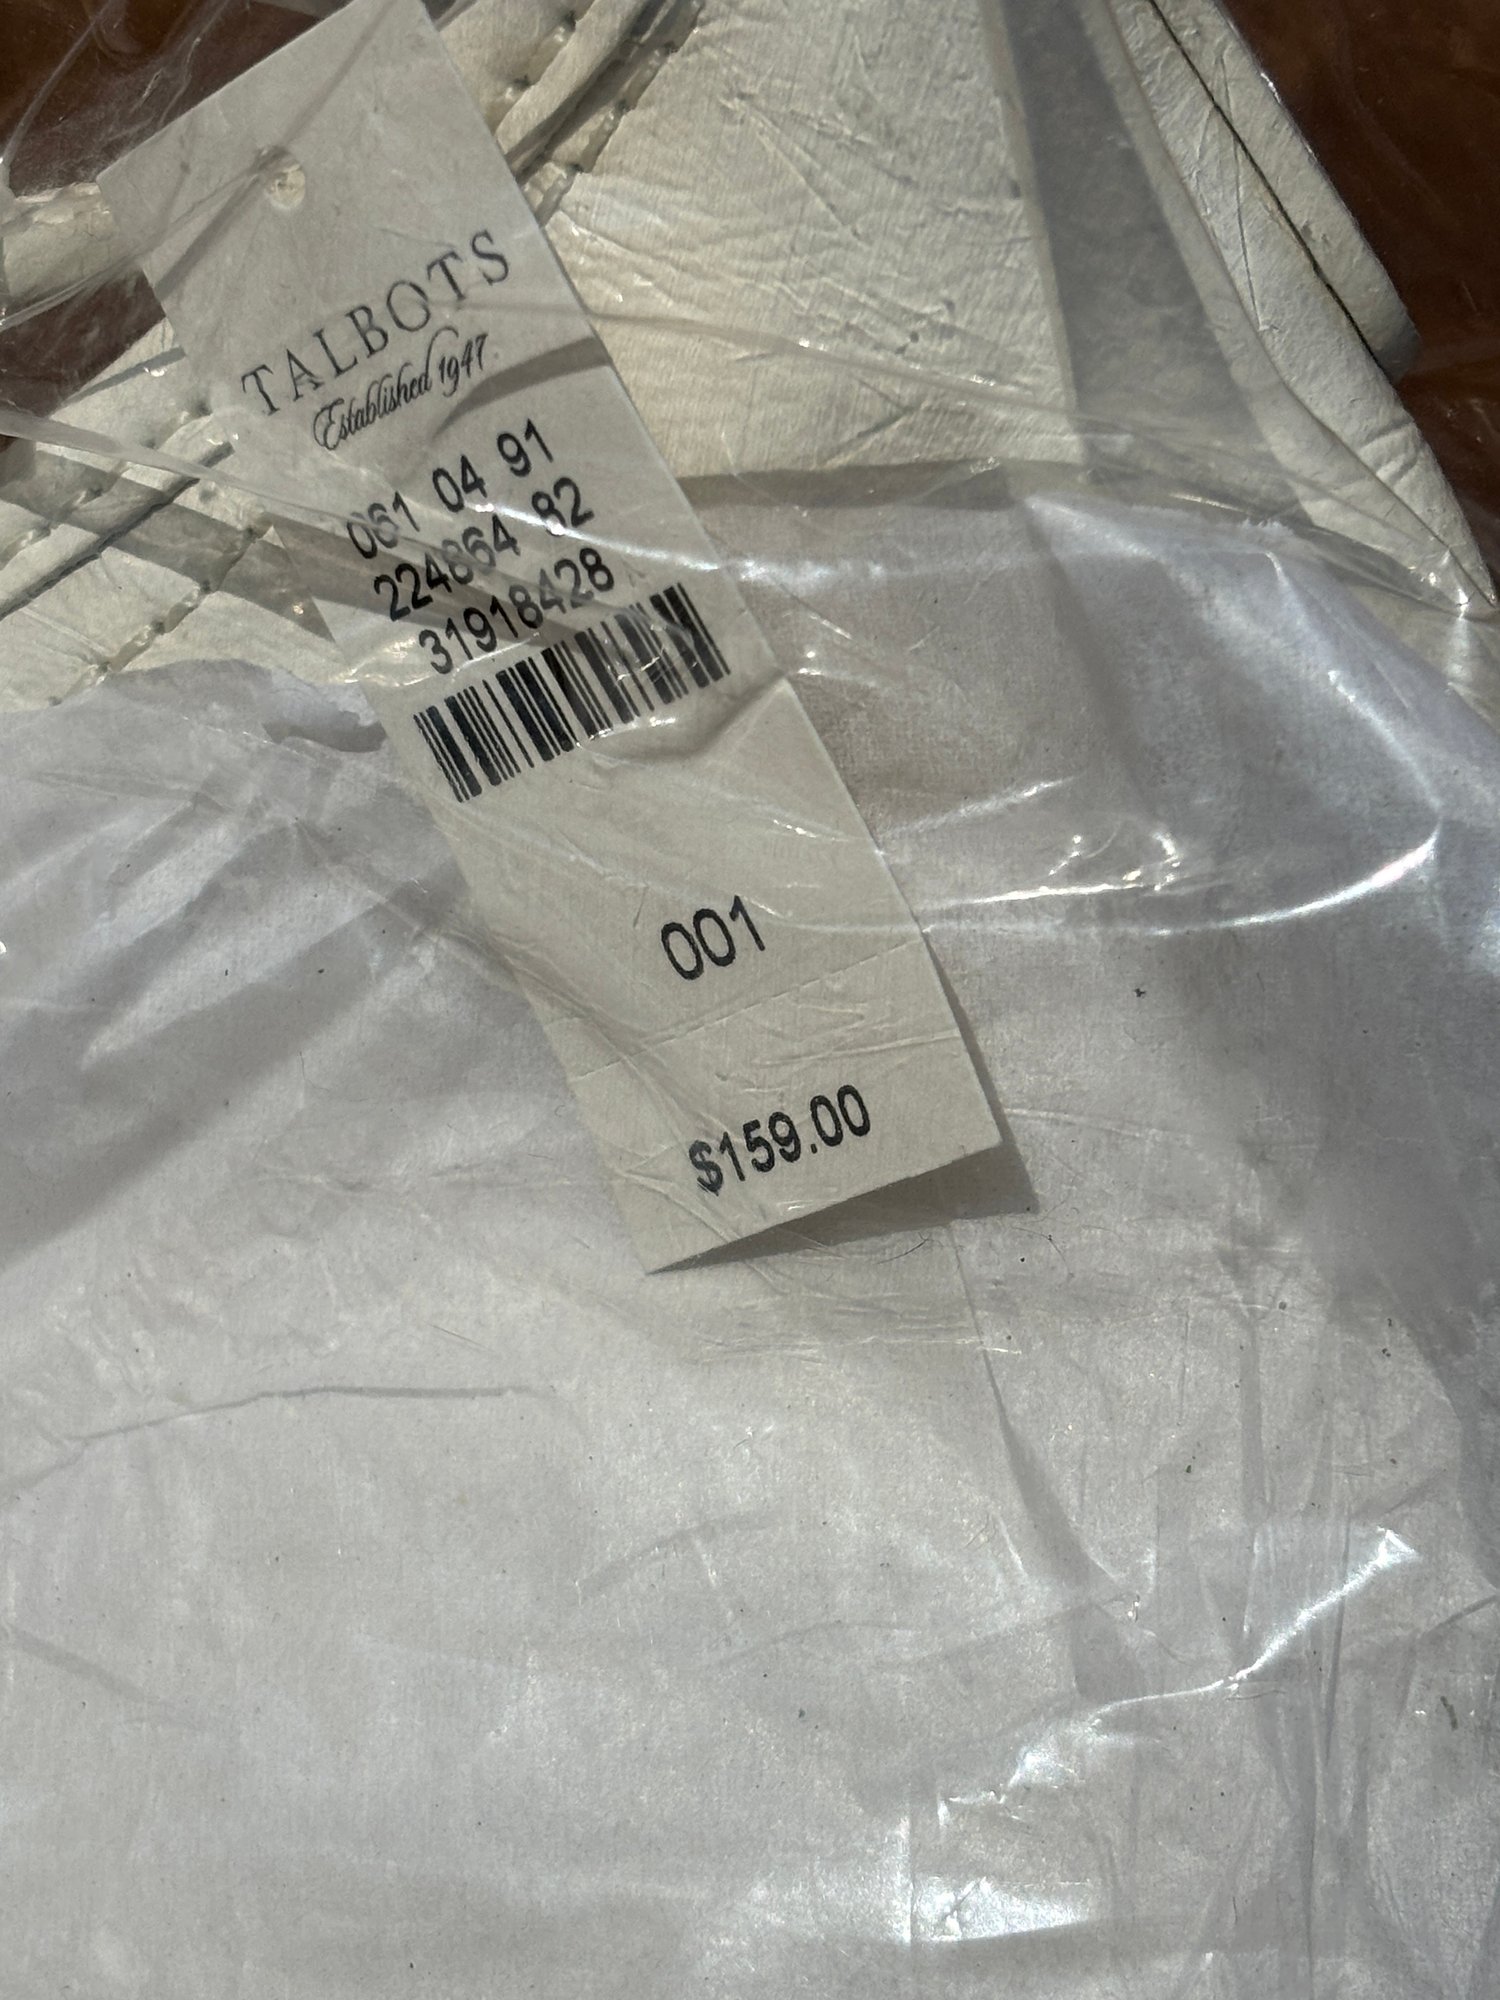 TALBOTS
Established 1947
061 04 91
224864 82
31918428
001
$159.00